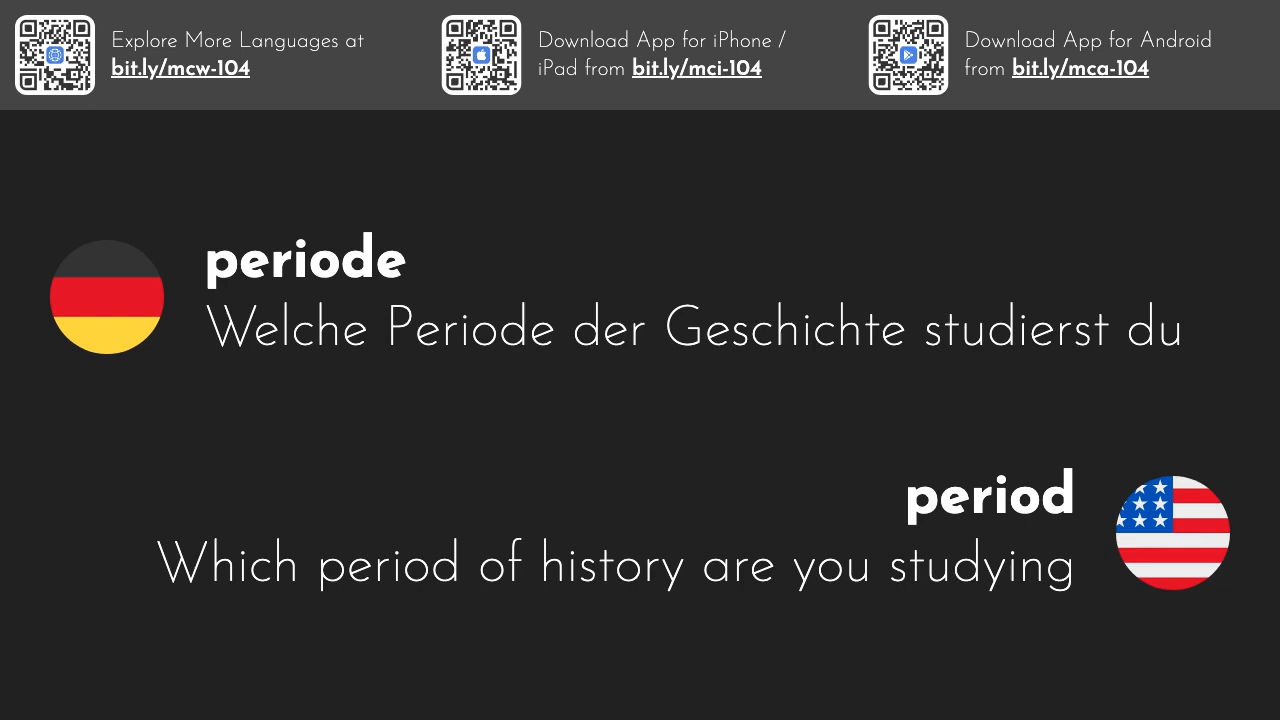 Explore More Languages at
bit.ly/mcw-104
Download App for iPhone /
iPad from bit.ly/mci-104
Download App for Android
from bit.ly/mca-104
periode
Welche Periode der Geschichte studierst du
period
Which period of history are you studying